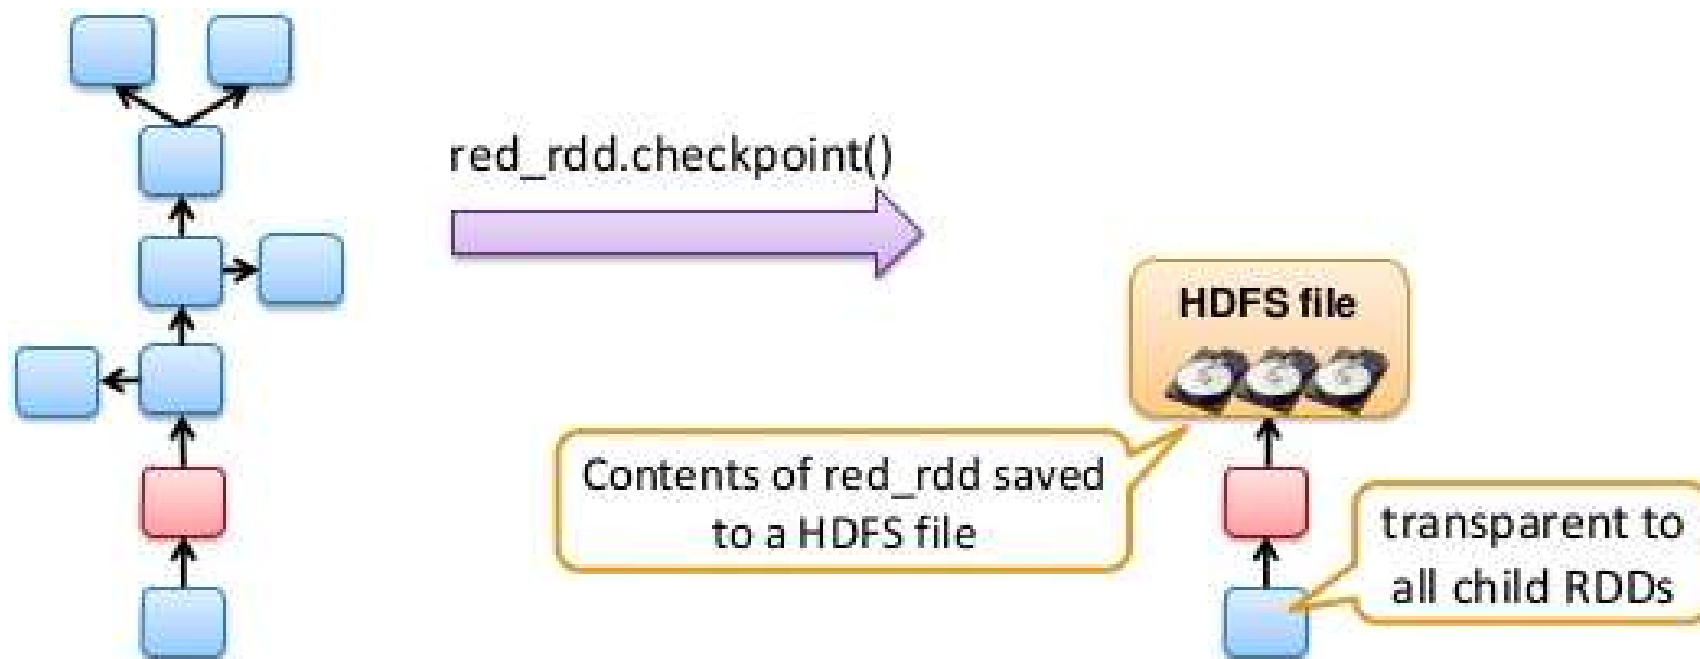 red_rdd.checkpoint()
HDFS file
Contents of red_rdd saved
to a HDFS file
transparent to
all child RDDs